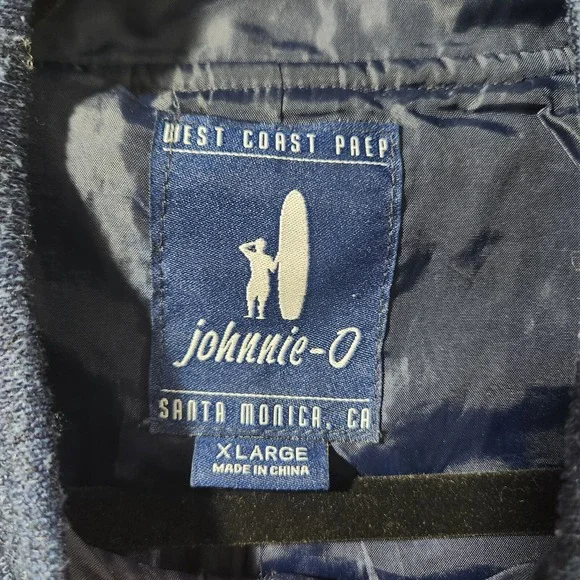 WEST COAST PREP
johnnie-O
SANTA MONICA, CA
XLARGE
MADE IN CHINA